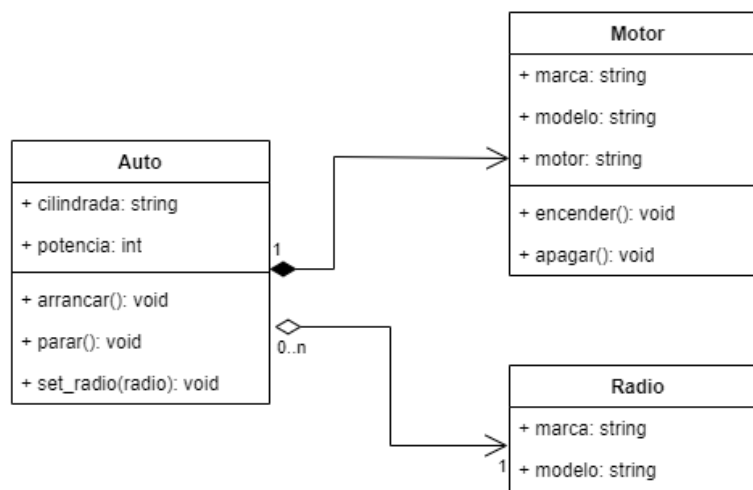 Motor
+ marca: string
+ modelo: string
+ motor: string
+ encender(): void
+ apagar(): void
Auto
+ cilindrada: string
+ potencia: int
+ arrancar(): void
+ parar(): void
+ set_radio(radio): void
1
0..n
1
Radio
+ marca: string
+ modelo: string